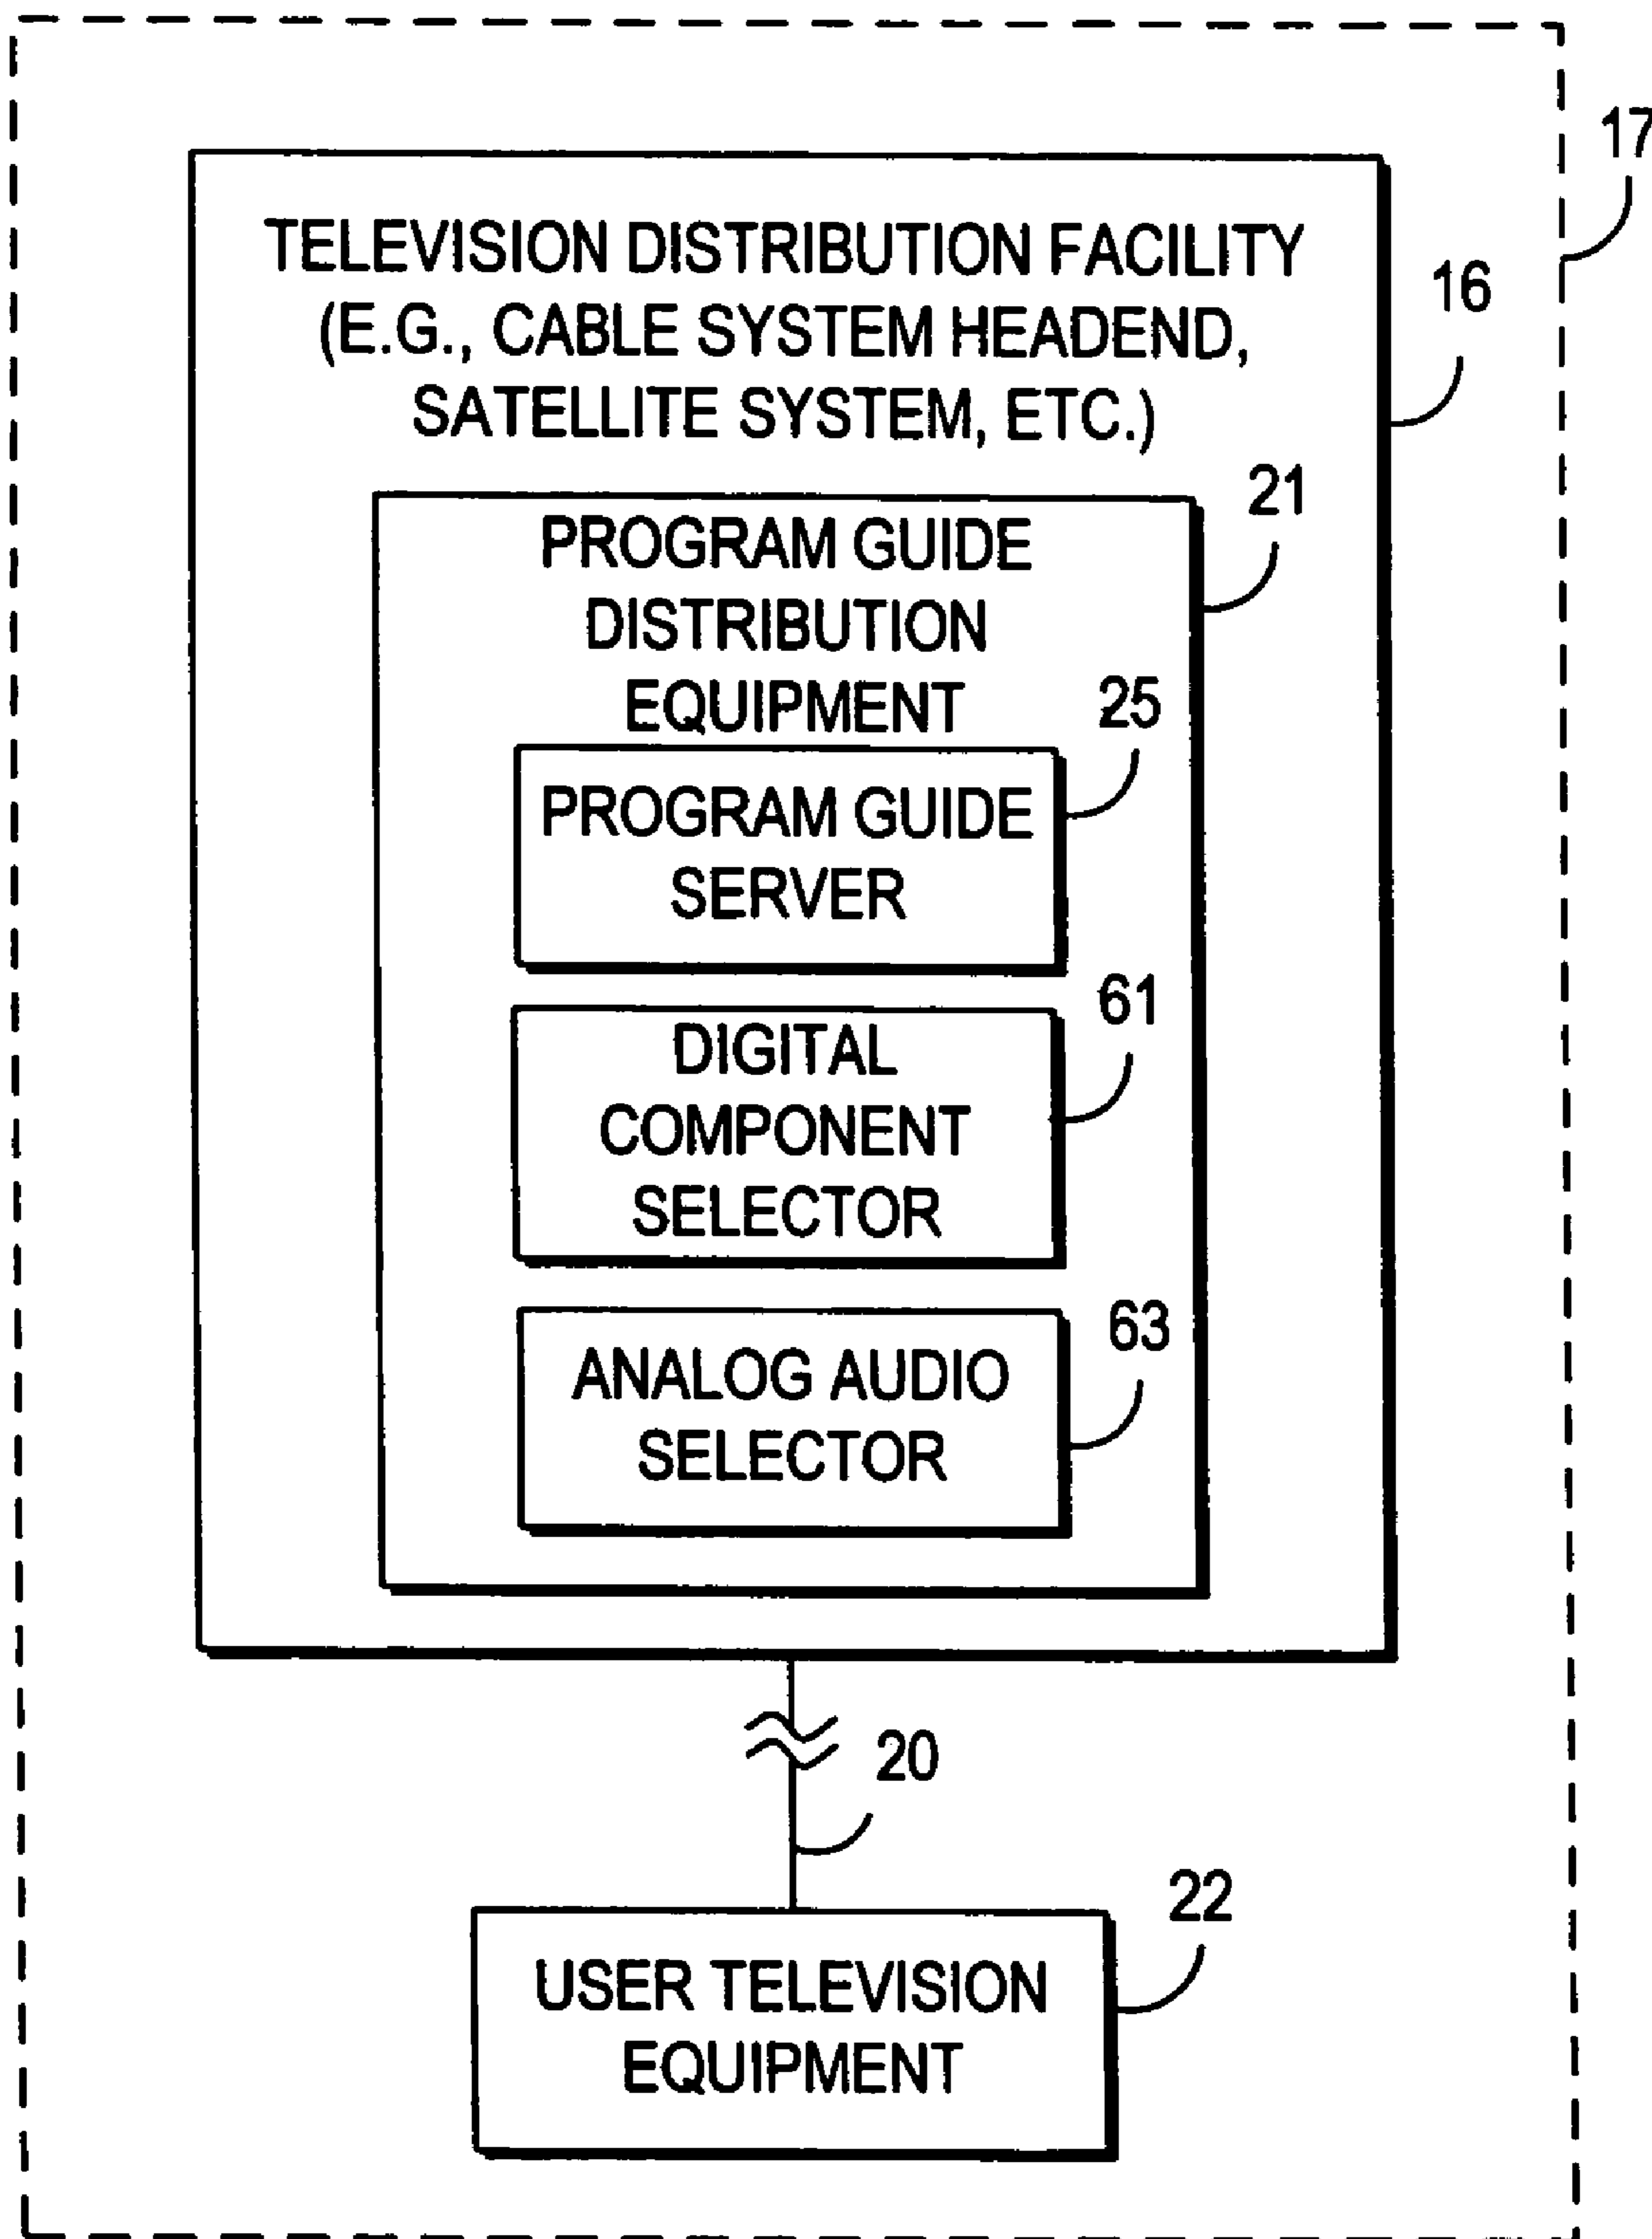 17
TELEVISION DISTRIBUTION FACILITY
(E.G., CABLE SYSTEM HEADEND,
SATELLITE SYSTEM, ETC.)
16
21
PROGRAM GUIDE
DISTRIBUTION
EQUIPMENT
25
PROGRAM GUIDE
SERVER
61
DIGITAL
COMPONENT
SELECTOR
63
ANALOG AUDIO
SELECTOR
20
22
USER TELEVISION
EQUIPMENT